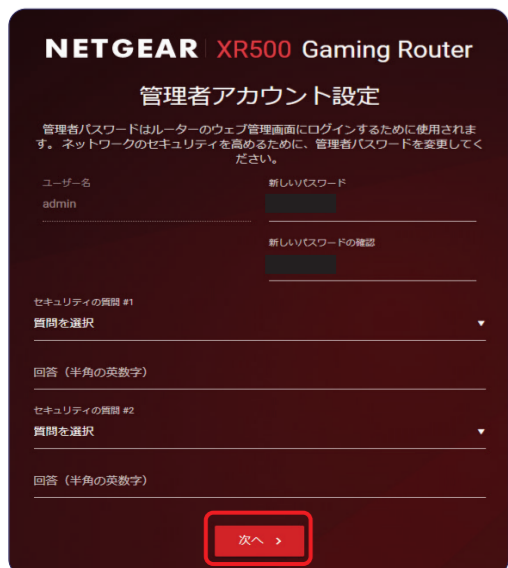 NETGEAR XR500 Gaming Router
管理者アカウント設定
管理者パスワードはルーターのウェブ管理画面にログインするために使用されま
す。ネットワークのセキュリティを高めるために、管理者パスワードを変更してく
ださい。
ユーザー名
新しいパスワード
admin
新しいパスワードの確認
セキュリティの質問 #1
質問を選択
回答（半角の英数字）
セキュリティの質問 #2
質問を選択
回答（半角の英数字）
次へ >